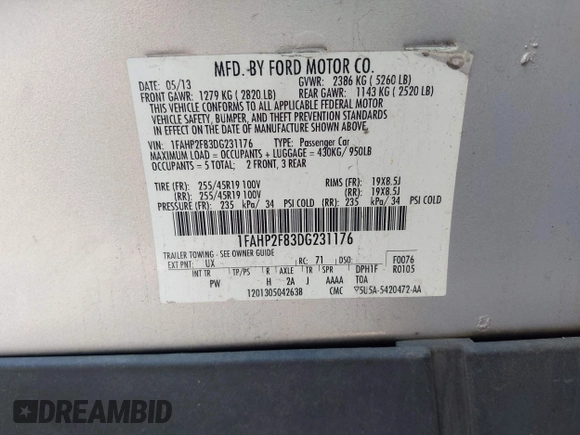 MFD. BY FORD MOTOR CO.
DATE: 05/13 GVWR: 2386 KG ( 5260 LB)
FRONT GAWR: 1279 KG ( 2820 LB) REAR GAWR: 1143 KG ( 2520 LB)
THIS VEHICLE CONFORMS TO ALL APPLICABLE FEDERAL MOTOR
VEHICLE SAFETY, BUMPER, AND THEFT PREVENTION STANDARDS
IN EFFECT ON THE DATE OF MANUFACTURE SHOWN ABOVE.
VIN: 1FAHP2F83DG231176 TYPE: Passenger Car
MAXIMUM LOAD = OCCUPANTS + LUGGAGE = 430KG/ 950LB
OCCUPANTS = 5 TOTAL: 2 FRONT, 3 REAR
TIRE (FR): 255/45R19 100V RIMS (FR): 19X8.5J
(RR): 255/45R19 100V (RR): 19X8.5J
PRESSURE (FR): 235 kPa/ 34 PSI COLD (RR): 235 kPa/ 34 PSI COLD
1FAHP2F83DG231176
TRAILER TOWING - SEE OWNER GUIDE
EXT PNT: UX RC: 71 DSO: F0076
INT TR TP/PS R AXLE TR SPR DPH1F R0105
PW H 2A J AAAA TOA
1201305042638 CMC 5U5A-5420472-AA
DREAMBID